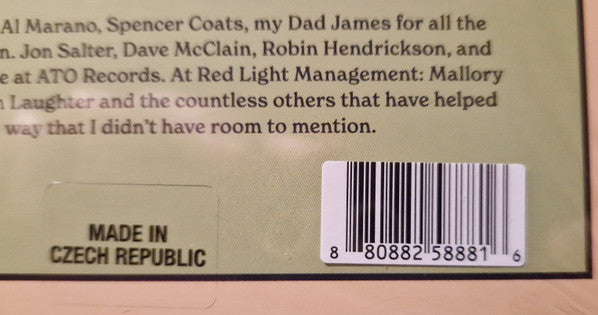 Al Marano, Spencer Coats, my Dad James for all the
n. Jon Salter, Dave McClain, Robin Hendrickson, and
e at ATO Records. At Red Light Management: Mallory
n Laughter and the countless others that have helped
way that I didn't have room to mention.
MADE IN
CZECH REPUBLIC
8 80882 58881 6